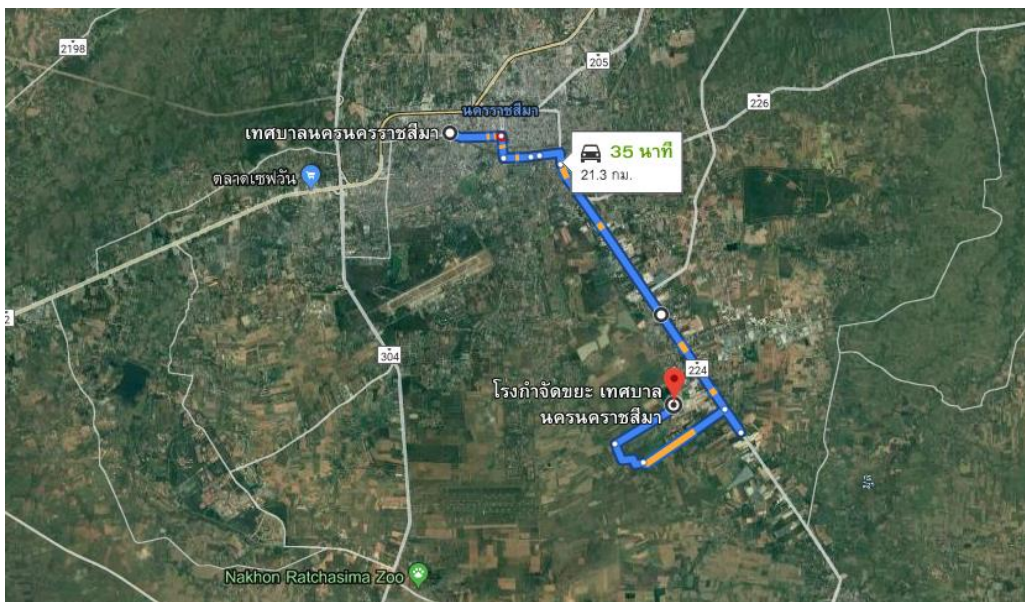 2198
205
226
นครราชสีมา
เทศบาลนครนครราชสีมา
35 นาที
21.3 กม.
ตลาดเซฟวัน
2
304
224
โรงกำจัดขยะ เทศบาล
นครนคราชสีมา
Nakhon Ratchasima Zoo